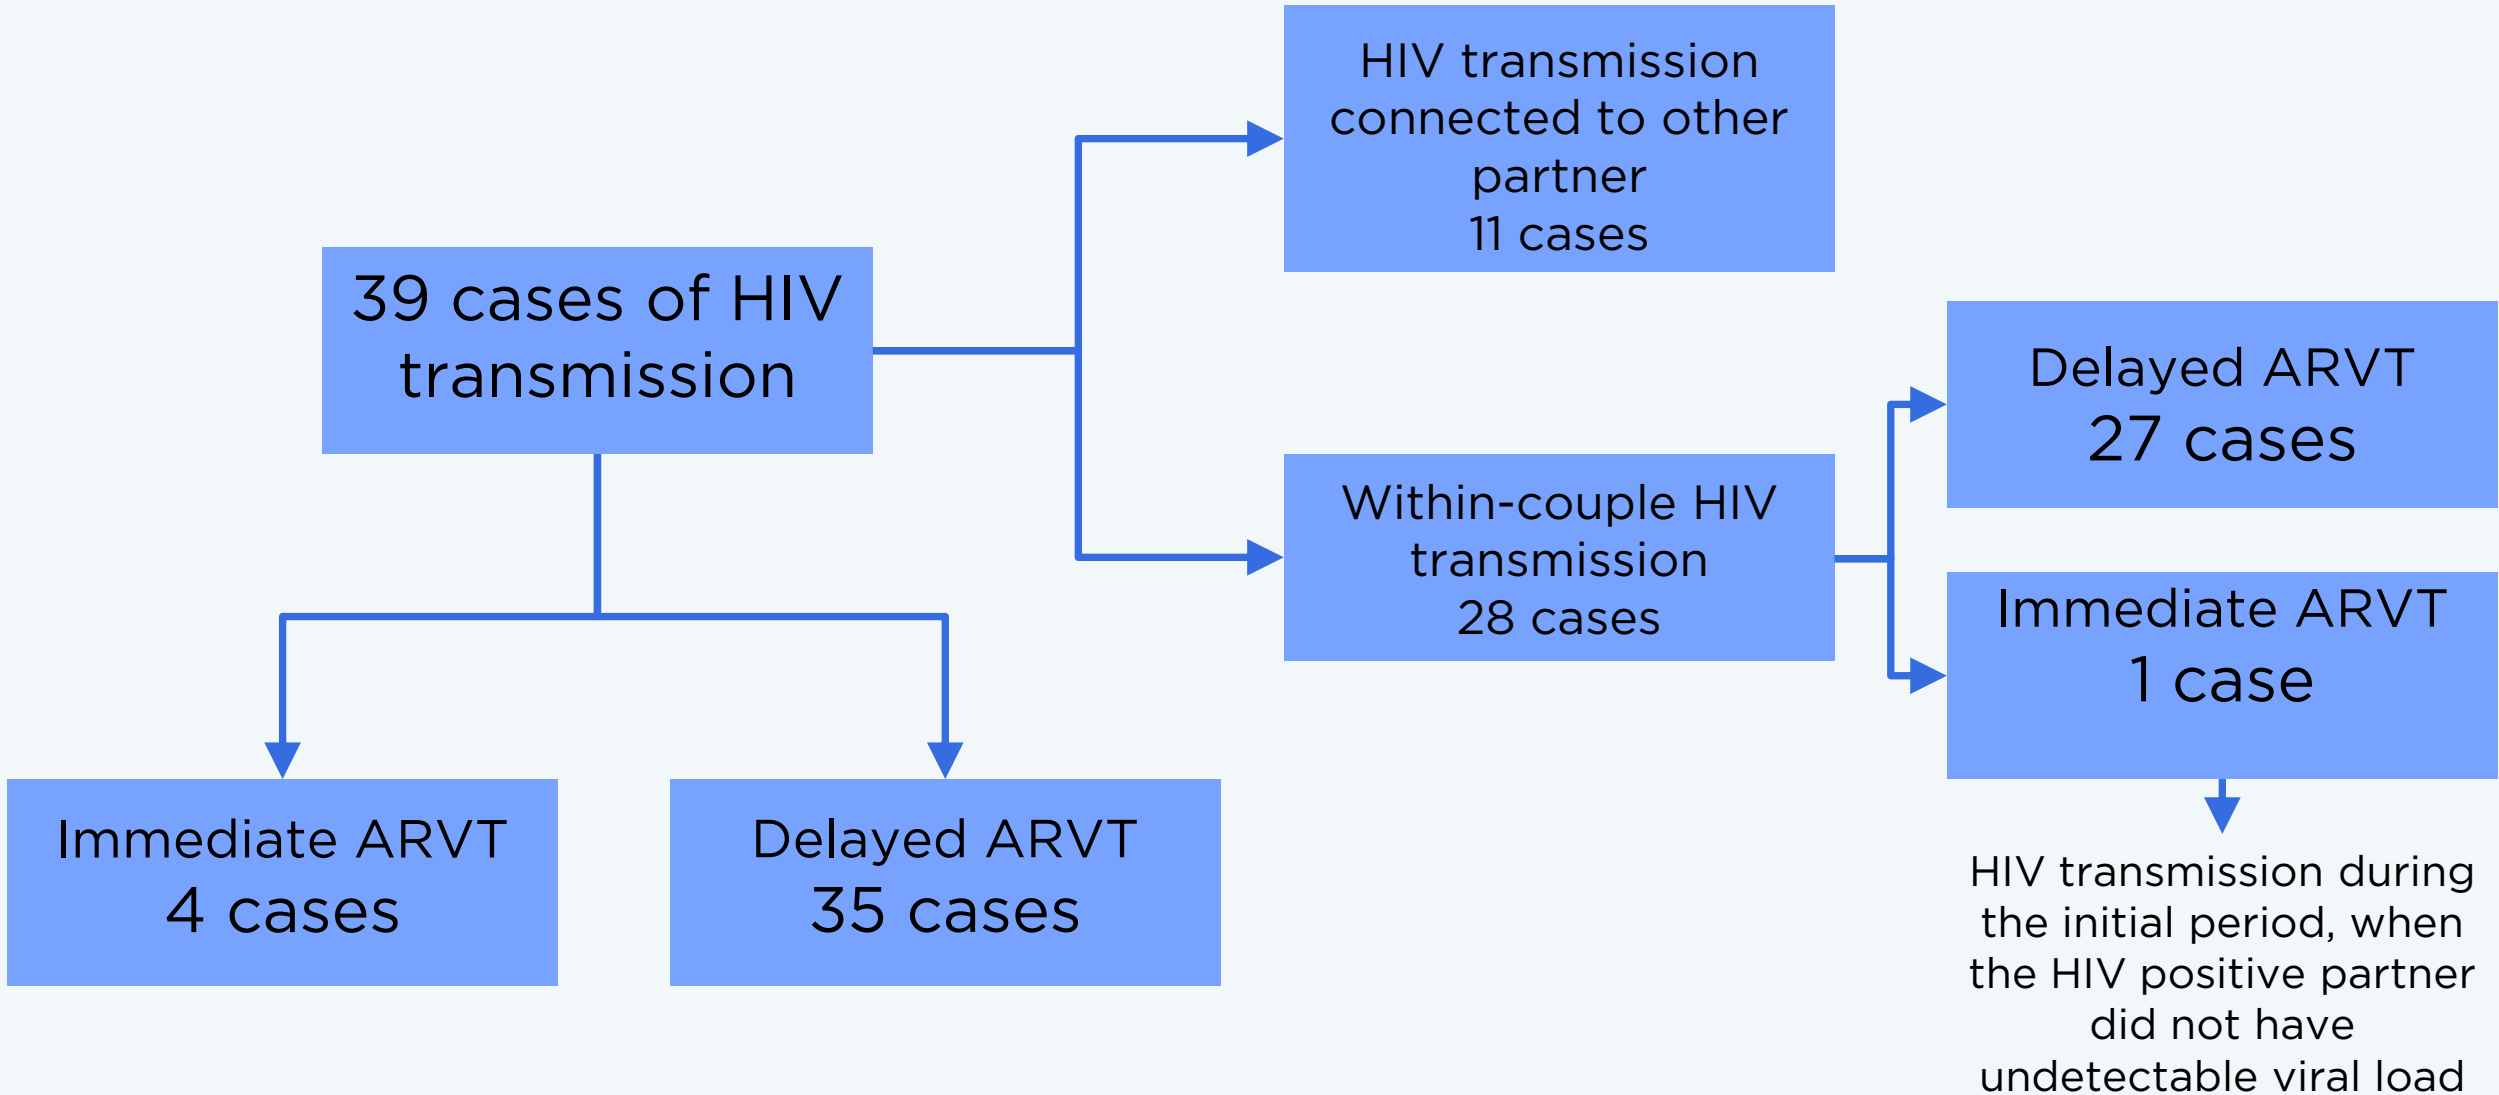 HIV transmission
connected to other
partner
11 cases
39 cases of HIV
transmission
Delayed ARVT
27 cases
Within-couple HIV
transmission
28 cases
Immediate ARVT
1 case
Immediate ARVT
4 cases
Delayed ARVT
35 cases
HIV transmission during
the initial period, when
the HIV positive partner
did not have
undetectable viral load